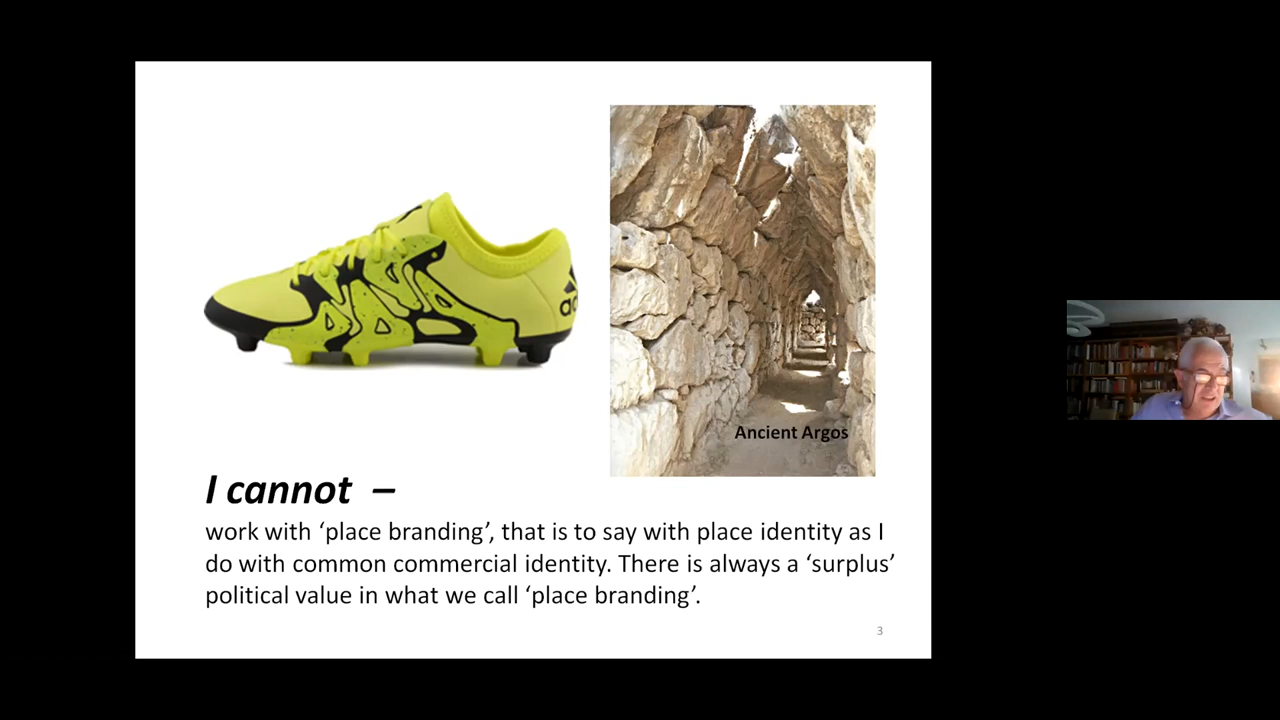 Ancient Argos
I cannot –
work with ‘place branding’, that is to say with place identity as I
do with common commercial identity. There is always a ‘surplus’
political value in what we call ‘place branding’.
3